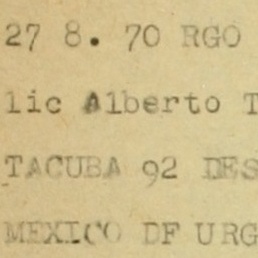 27 8. 70 RGO
lic Alberto T
TACUBA 92 DES
MEXICO DF URG